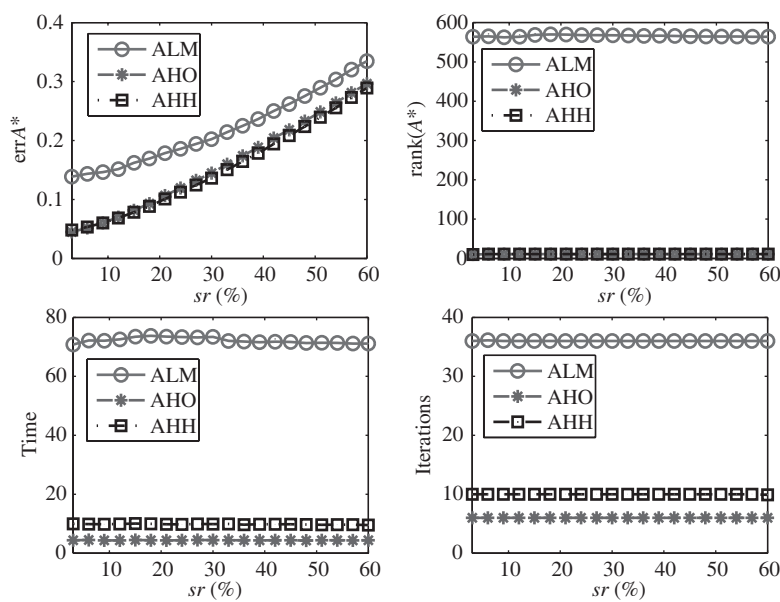 0.4
0.3
0.2
0.1
0
errA*
ALM
AHO
AHH
10 20 30 40 50 60
sr (%)
600
500
400
300
200
100
0
rank(A*)
ALM
AHO
AHH
10 20 30 40 50 60
sr (%)
80
60
40
20
0
Time
ALM
AHO
AHH
10 20 30 40 50 60
sr (%)
40
30
20
10
0
Iterations
ALM
AHO
AHH
10 20 30 40 50 60
sr (%)